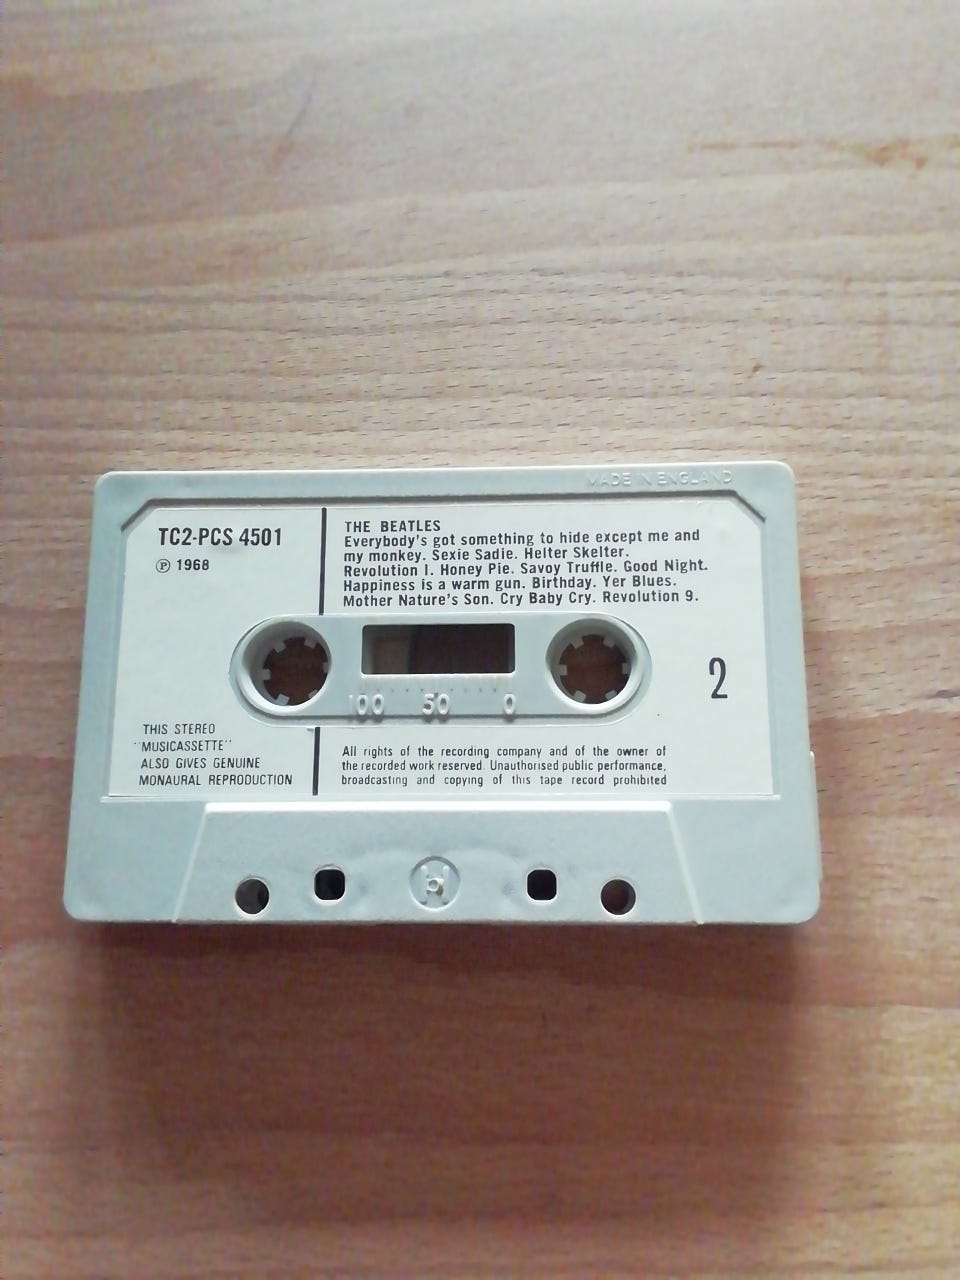 MADE IN ENGLAND
TC2-PCS 4501
℗ 1968
THE BEATLES
Everybody's got something to hide except me and
my monkey. Sexie Sadie. Helter Skelter.
Revolution I. Honey Pie. Savoy Truffle. Good Night.
Happiness is a warm gun. Birthday. Yer Blues.
Mother Nature's Son. Cry Baby Cry. Revolution 9.
2
100 50 0
THIS STEREO
"MUSICASSETTE"
ALSO GIVES GENUINE
MONAURAL REPRODUCTION
All rights of the recording company and of the owner of
the recorded work reserved. Unauthorised public performance,
broadcasting and copying of this tape record prohibited